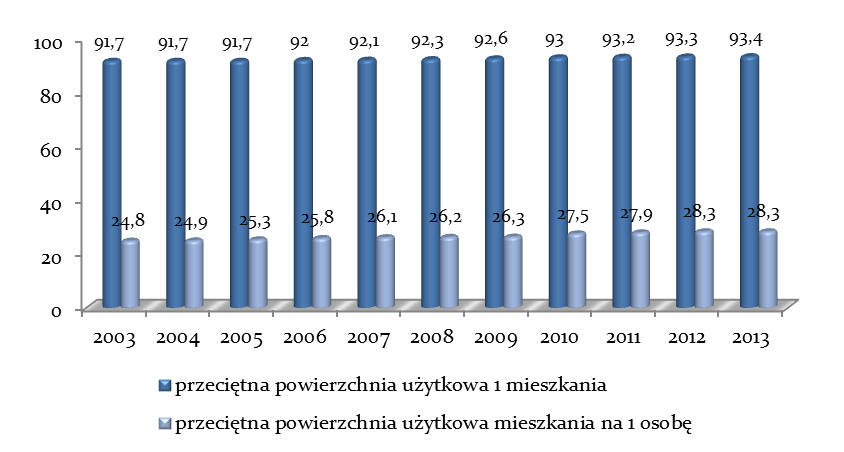 91,7 91,7 91,7 92 92,1 92,3 92,6 93 93,2 93,3 93,4
100
80
60
40
20
0
24,8 24,9 25,3 25,8 26,1 26,2 26,3 27,5 27,9 28,3 28,3
2003 2004 2005 2006 2007 2008 2009 2010 2011 2012 2013
przeciętna powierzchnia użytkowa 1 mieszkania
przeciętna powierzchnia użytkowa mieszkania na 1 osobę